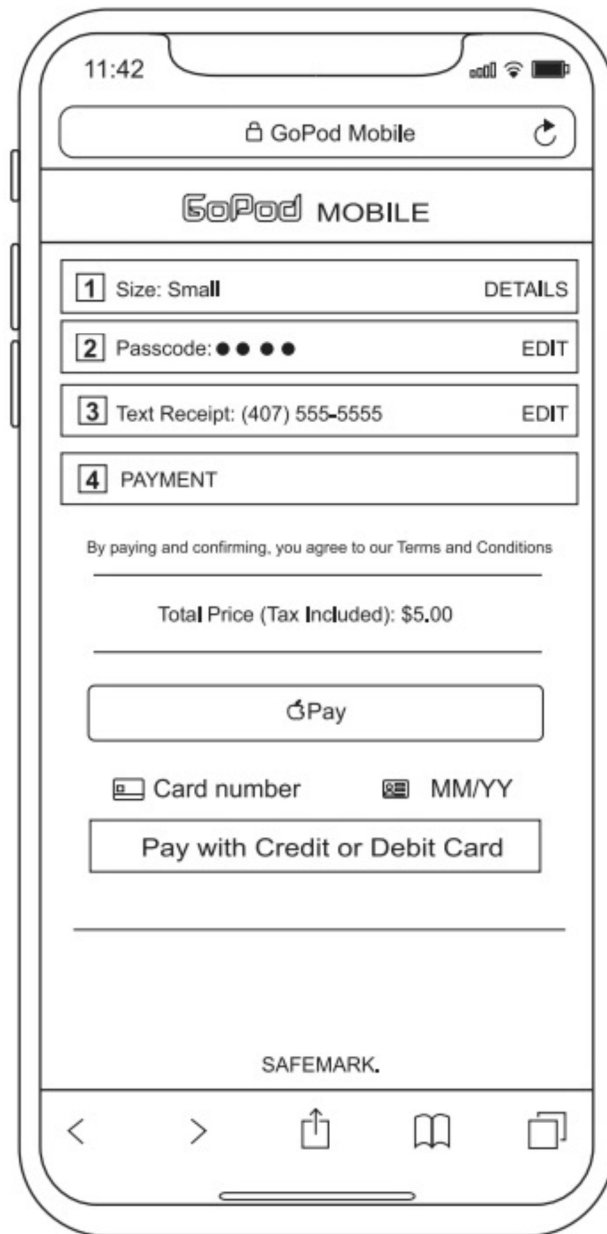 11:42
GoPod Mobile
GoPod MOBILE
1 Size: Small DETAILS
2 Passcode: ●●●● EDIT
3 Text Receipt: (407) 555-5555 EDIT
4 PAYMENT
By paying and confirming, you agree to our Terms and Conditions
Total Price (Tax Included): $5.00
Pay
Card number MM/YY
Pay with Credit or Debit Card
SAFEMARK.